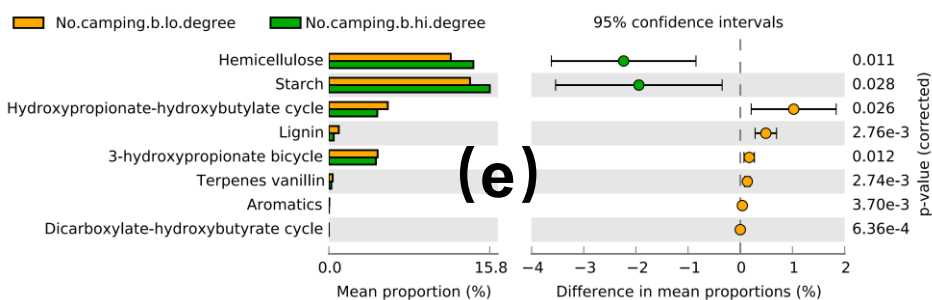 No.camping.b.lo.degree No.camping.b.hi.degree 95% confidence intervals
Hemicellulose 0.011
Starch 0.028
Hydroxypropionate-hydroxybutylate cycle 0.026
Lignin 2.76e-3
3-hydroxypropionate bicycle 0.012
Terpenes vanillin 2.74e-3
Aromatics 3.70e-3
Dicarboxylate-hydroxybutyrate cycle 6.36e-4
(e)
p-value (corrected)
0.0 15.8 −4 −3 −2 −1 0 1 2
Mean proportion (%) Difference in mean proportions (%)